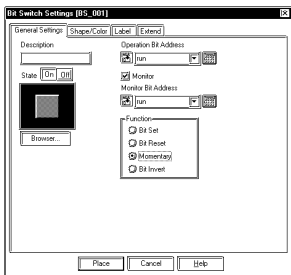 Bit Switch Settings [BS_001]
General Settings Shape/Color Label Extend
Description
Operation Bit Address
run
State On Off
Monitor
Monitor Bit Address
run
Browser...
Function
Bit Set
Bit Reset
Momentary
Bit Invert
Place Cancel Help